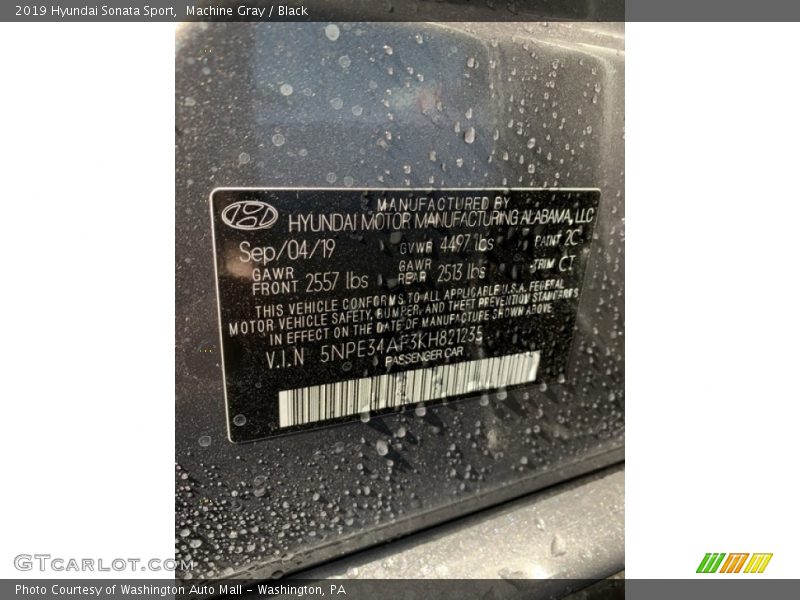 2019 Hyundai Sonata Sport,  Machine Gray / Black
MANUFACTURED BY
HYUNDAI MOTOR MANUFACTURING ALABAMA, LLC
Sep/04/19 GVWR 4497 lbs PAINT 2C
GAWR FRONT 2557 lbs GAWR REAR 2513 lbs TRIM CT
THIS VEHICLE CONFORMS TO ALL APPLICABLE U.S.A. FEDERAL
MOTOR VEHICLE SAFETY, BUMPER, AND THEFT PREVENTION STANDARDS
IN EFFECT ON THE DATE OF MANUFACTURE SHOWN ABOVE
V.I.N 5NPE34AF3KH821235
PASSENGER CAR
GTcarlot.com
Photo Courtesy of Washington Auto Mall - Washington, PA